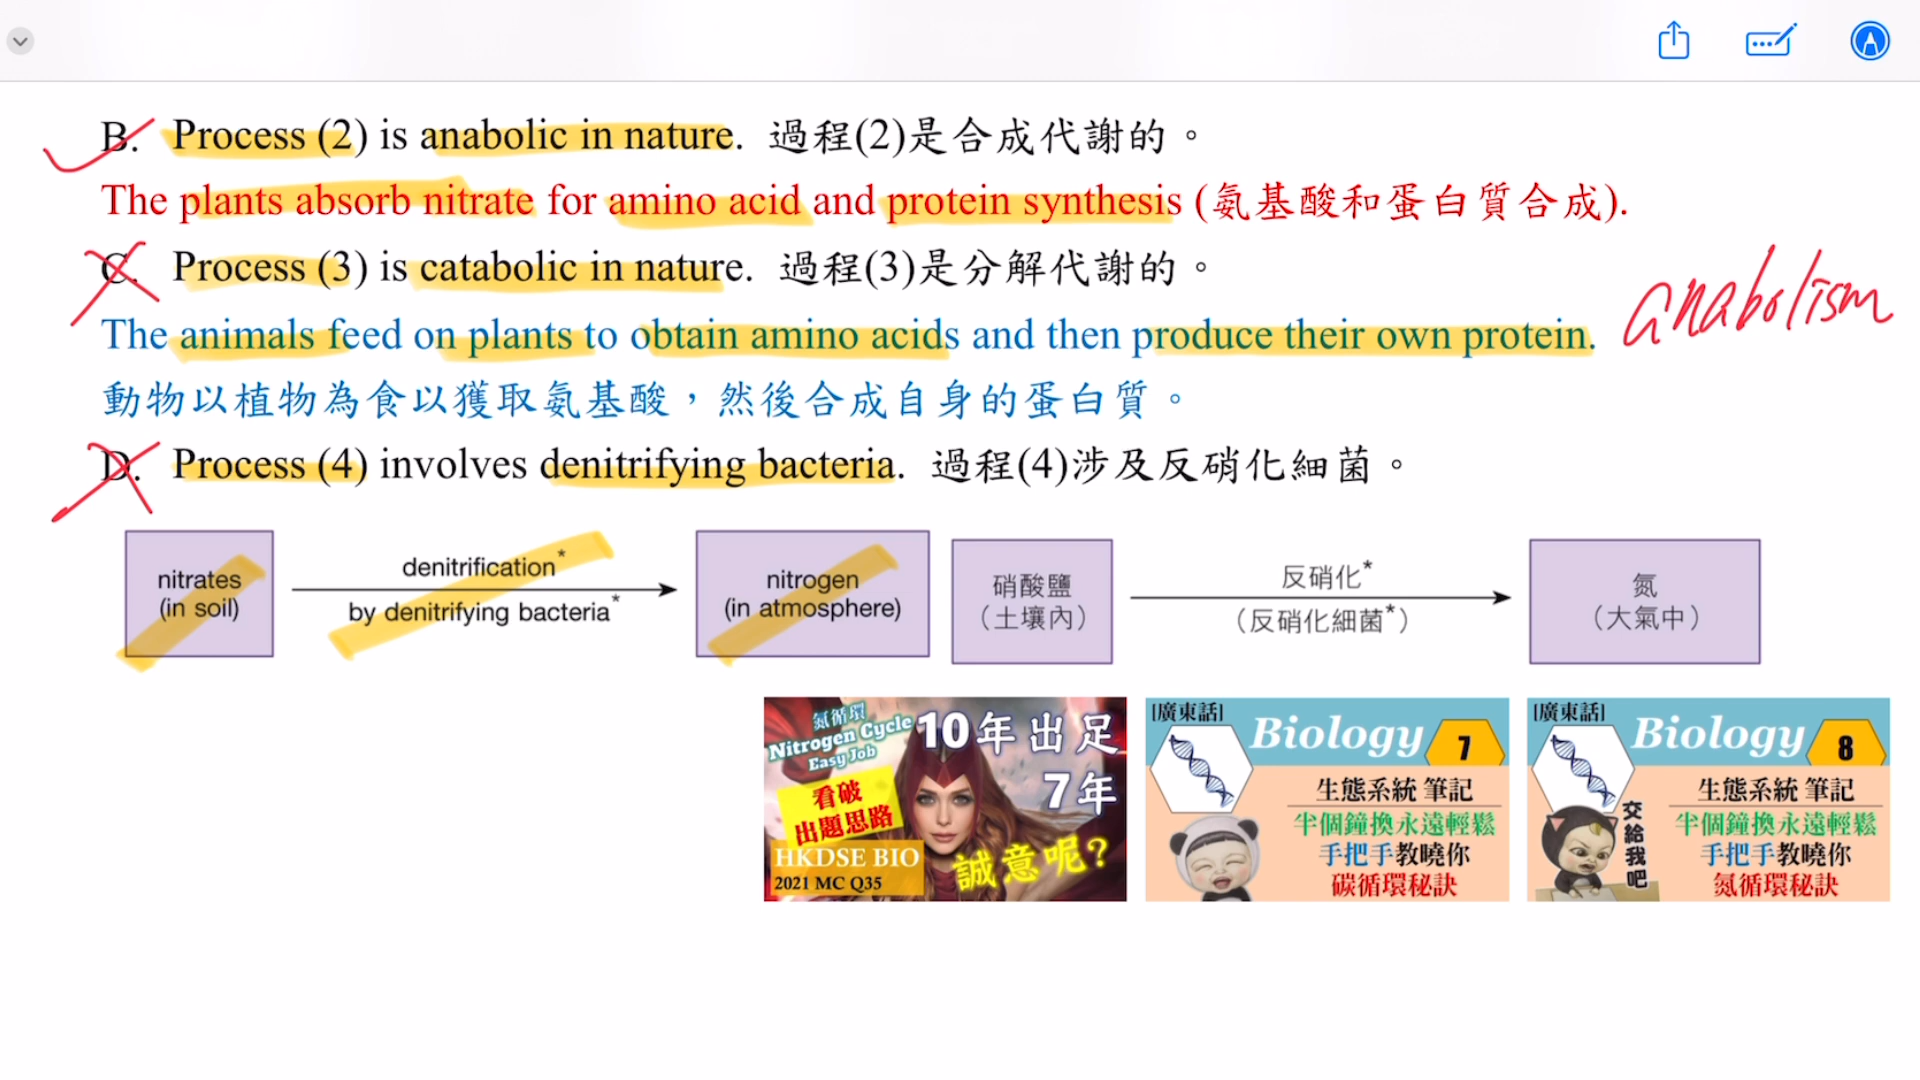 B. Process (2) is anabolic in nature. 過程(2)是合成代謝的。
The plants absorb nitrate for amino acid and protein synthesis (氨基酸和蛋白質合成).
C. Process (3) is catabolic in nature. 過程(3)是分解代謝的。
anabolism
The animals feed on plants to obtain amino acids and then produce their own protein.
動物以植物為食以獲取氨基酸，然後合成自身的蛋白質。
D. Process (4) involves denitrifying bacteria. 過程(4)涉及反硝化細菌。
nitrates
(in soil)
denitrification*
by denitrifying bacteria*
nitrogen
(in atmosphere)
硝酸鹽
（土壤內）
反硝化*
（反硝化細菌*）
氮
（大氣中）
氮循環
Nitrogen Cycle
Easy Job
10年出足
7年
看破
出題思路
HKDSE BIO
2021 MC Q35
誠意呢？
[廣東話]
Biology 7
生態系統 筆記
半個鐘換永遠輕鬆
手把手教曉你
碳循環秘訣
[廣東話]
Biology 8
生態系統 筆記
半個鐘換永遠輕鬆
手把手教曉你
氮循環秘訣
交給我吧